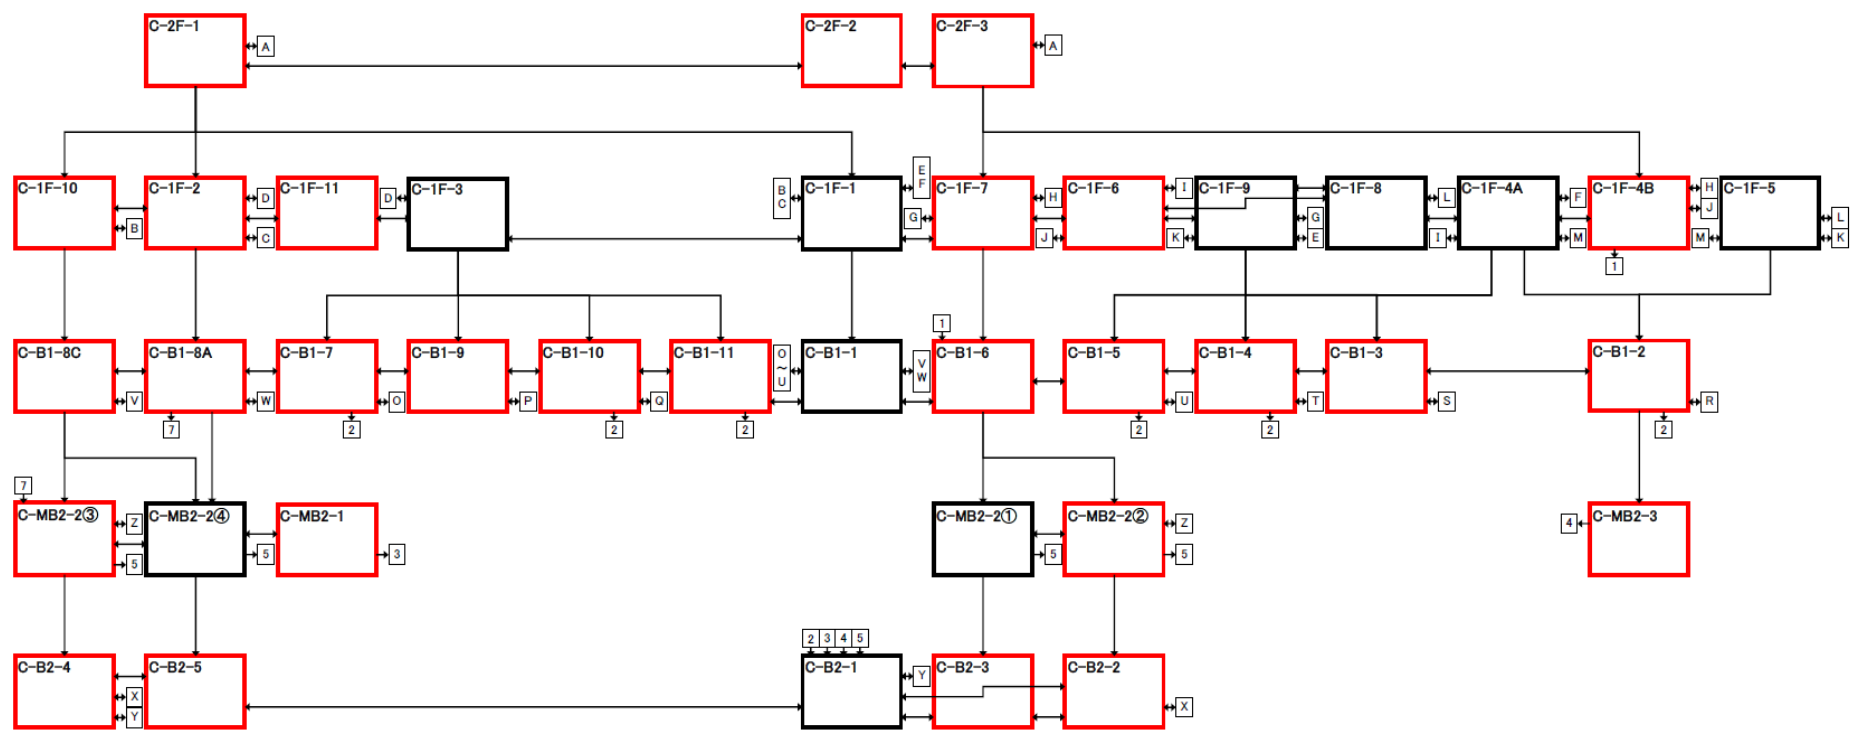 C-2F-1
C-2F-2
C-2F-3
A
A
C-1F-10
C-1F-2
D
C-1F-11
D
C-1F-3
B
C
C-1F-1
E
F
C-1F-7
H
C-1F-6
I
C-1F-9
C-1F-8
L
C-1F-4A
F
C-1F-4B
H
J
C-1F-5
B
C
G
J
K
G
E
I
M
M
L
K
1
C-B1-8C
C-B1-8A
C-B1-7
C-B1-9
C-B1-10
C-B1-11
O
~
U
C-B1-1
V
W
1
C-B1-6
C-B1-5
C-B1-4
C-B1-3
C-B1-2
V
W
O
P
Q
U
T
S
R
7
2
2
2
2
2
2
7
C-MB2-2③
Z
5
C-MB2-2④
5
C-MB2-1
3
C-MB2-2①
5
C-MB2-2②
Z
5
4
C-MB2-3
2 3 4 5
C-B2-4
X
Y
C-B2-5
C-B2-1
Y
C-B2-3
C-B2-2
X